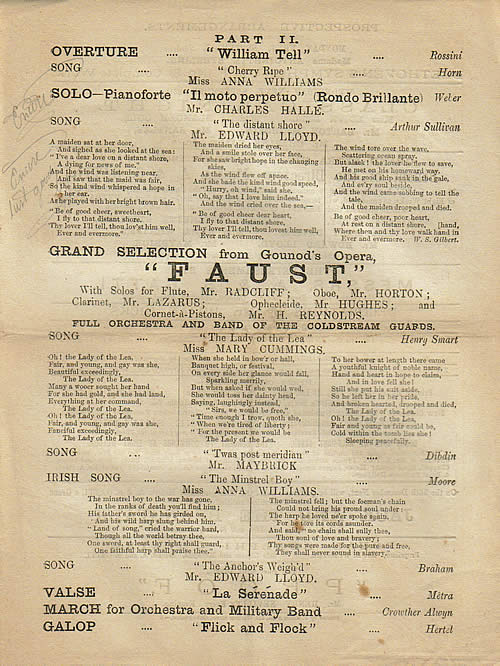 PART II.
OVERTURE .... "William Tell" .... Rossini
SONG .... "Cherry Ripe" .... Horn
Miss ANNA WILLIAMS
SOLO—Pianoforte "Il moto perpetuo" (Rondo Brillante) Weber
Mr. CHARLES HALLÉ.
SONG .... "The distant shore" .... Arthur Sullivan
Mr. EDWARD LLOYD.
Encore
A maiden sat at her door,
And sighed as she looked at the sea:
"I've a dear love on a distant shore,
A dying for news of me."
And the wind was listening near,
And saw that the maid was fair,
So the kind wind whispered a hope in
her ear,
As he played with her bright brown hair.
"Be of good cheer, sweetheart,
I fly to that distant shore,
Thy lover I'll tell, thou lov'st him well,
Ever and evermore."
The maiden dried her eyes,
And a smile stole over her face,
For she saw bright hope in the changing
skies,
As the wind flew off apace.
And she bade the kind wind good speed,
"Hurry, oh wind," said she,
"Oh, say that I love him indeed."
And the wind cried over the sea,—
"Be of good cheer dear heart,
I fly to that distant shore,
Thy lover I'll tell, thou lovest him well,
Ever and evermore.
The wind tore over the wave,
Scattering ocean spray.
But alack! the lover he flew to save,
He met on his homeward way.
And his good ship sank in the gale,
And ev'ry soul beside,
And the wind came sobbing to tell the
tale,
And the maiden drooped and died.
Be of good cheer, poor heart,
At rest on a distant shore, [hand,
Where thou and thy love walk hand in
Ever and evermore. W. S. Gilbert.
GRAND SELECTION from Gounod's Opera,
"FAUST,"
With Solos for Flute, Mr. RADCLIFF; Oboe, Mr. HORTON;
Clarinet, Mr. LAZARUS; Ophecleide, Mr HUGHES; and
Cornet-à-Pistons, Mr. H. REYNOLDS.
FULL ORCHESTRA AND BAND OF THE COLDSTREAM GUARDS.
SONG .... "The Lady of the Lea" .... Henry Smart
Miss MARY CUMMINGS.
Oh! the Lady of the Lea,
Fair, and young, and gay was she,
Beautiful exceedingly,
The Lady of the Lea.
Many a wooer sought her hand
For she had gold, and she had land,
Everything at her command,
The Lady of the Lea.
Oh! the Lady of the Lea,
Fair, and young, and gay was she,
Fanciful exceedingly,
The Lady of the Lea.
When she held in bow'r or hall,
Banquet high, or festival,
On every side her glance would fall,
Sparkling merrily,
But when asked if she would wed,
She would toss her dainty head,
Saying, laughingly instead,
"Sirs, we would be free,"
"Time enough I trow, quoth she,
"When we're tired of liberty;
"For the present we would be
The Lady of the Lea.
To her bower at length there came
A youthful knight of noble name,
Hand and heart in hope to claim,
And in love fell she!
Still she put his suit aside,
So he left her in her pride,
And broken hearted, drooped and died,
The Lady of the Lea.
Oh! the Lady of the Lea,
Fair and young as fair could be,
Cold within the tomb lies she!
Sleeping peacefully.
SONG .... "Twas post meridian" .... Dibdin
Mr. MAYBRICK
IRISH SONG .... "The Minstrel Boy" .... Moore
Miss ANNA WILLIAMS.
The minstrel boy to the war has gone,
In the ranks of death you'll find him;
His father's sword he has girded on,
And his wild harp slung behind him.
"Land of song," cried the warrior bard,
Though all the world betray thee,
One sword, at least thy right shall guard,
One faithful harp shall praise thee."
The minstrel fell; but the foeman's chain
Could not bring his proud soul under:
The harp he loved ne'er spoke again,
For he tore its cords asunder,
And said, "no chain shall sully thee,
Thou soul of love and bravery;
Thy songs were made for the pure and free,
They shall never sound in slavery."
SONG .... "The Anchor's Weigh'd" .... Braham
Mr. EDWARD LLOYD.
VALSE .... "La Serenade" .... Métra
MARCH for Orchestra and Military Band .... Crowther Alwyn
GALOP .... "Flick and Flock" .... Hertel